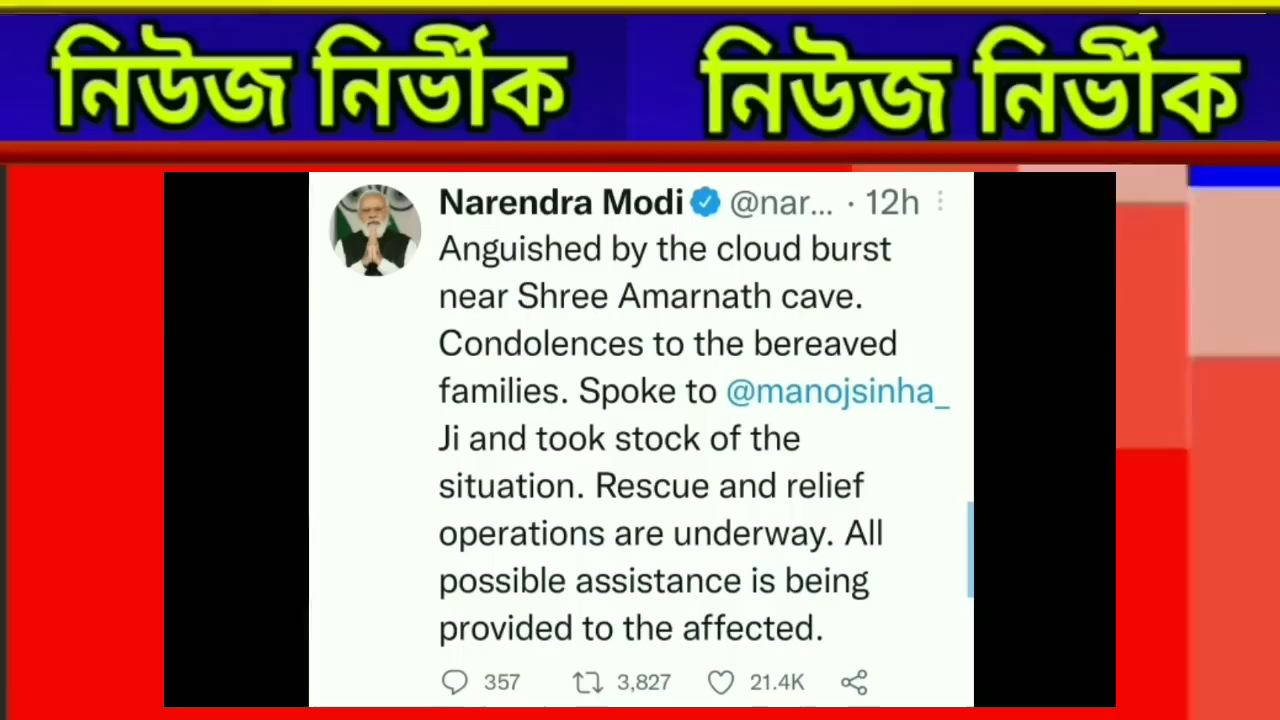 নিউজ নির্ভীক নিউজ নির্ভীক
Narendra Modi @nar... · 12h
Anguished by the cloud burst
near Shree Amarnath cave.
Condolences to the bereaved
families. Spoke to @manojsinha_
Ji and took stock of the
situation. Rescue and relief
operations are underway. All
possible assistance is being
provided to the affected.
357 3,827 21.4K